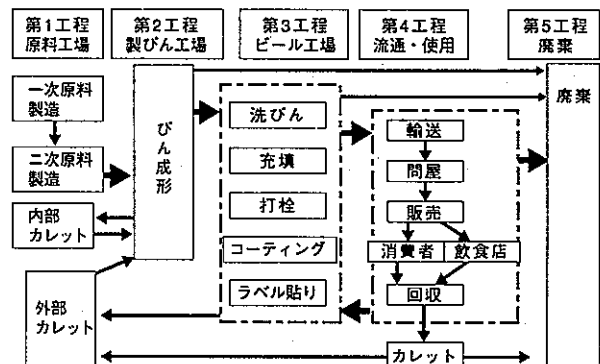 第1工程
原料工場
第2工程
製びん工場
第3工程
ビール工場
第4工程
流通・使用
第5工程
廃棄
一次原料
製造
二次原料
製造
内部
カレット
外部
カレット
びん成形
洗びん
充填
打栓
コーティング
ラベル貼り
輸送
問屋
販売
消費者
飲食店
回収
カレット
廃棄